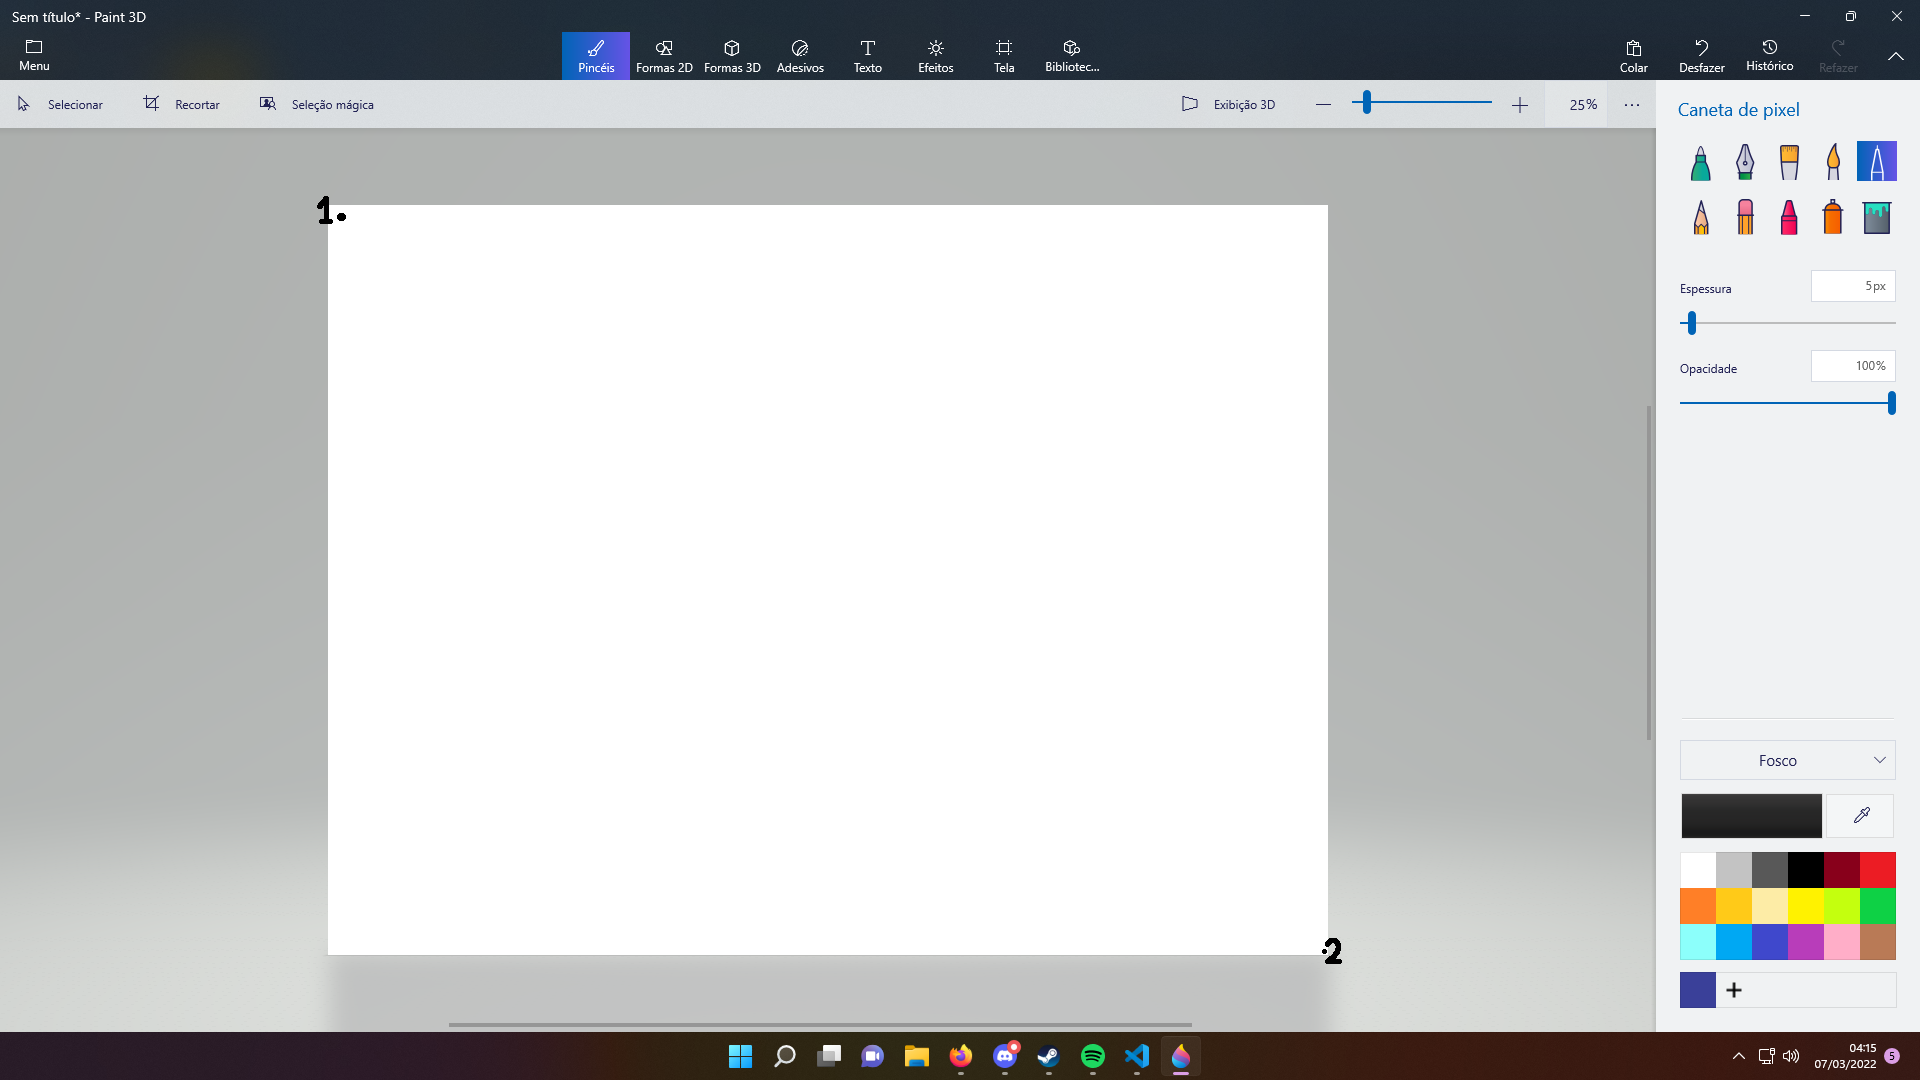 Sem título* - Paint 3D
Menu
Pincéis
Formas 2D
Formas 3D
Adesivos
Texto
Efeitos
Tela
Bibliotec...
Colar
Desfazer
Histórico
Refazer
Selecionar
Recortar
Seleção mágica
Exibição 3D
25%
Caneta de pixel
1.
Espessura
5px
Opacidade
100%
Fosco
.2
04:15
07/03/2022
5